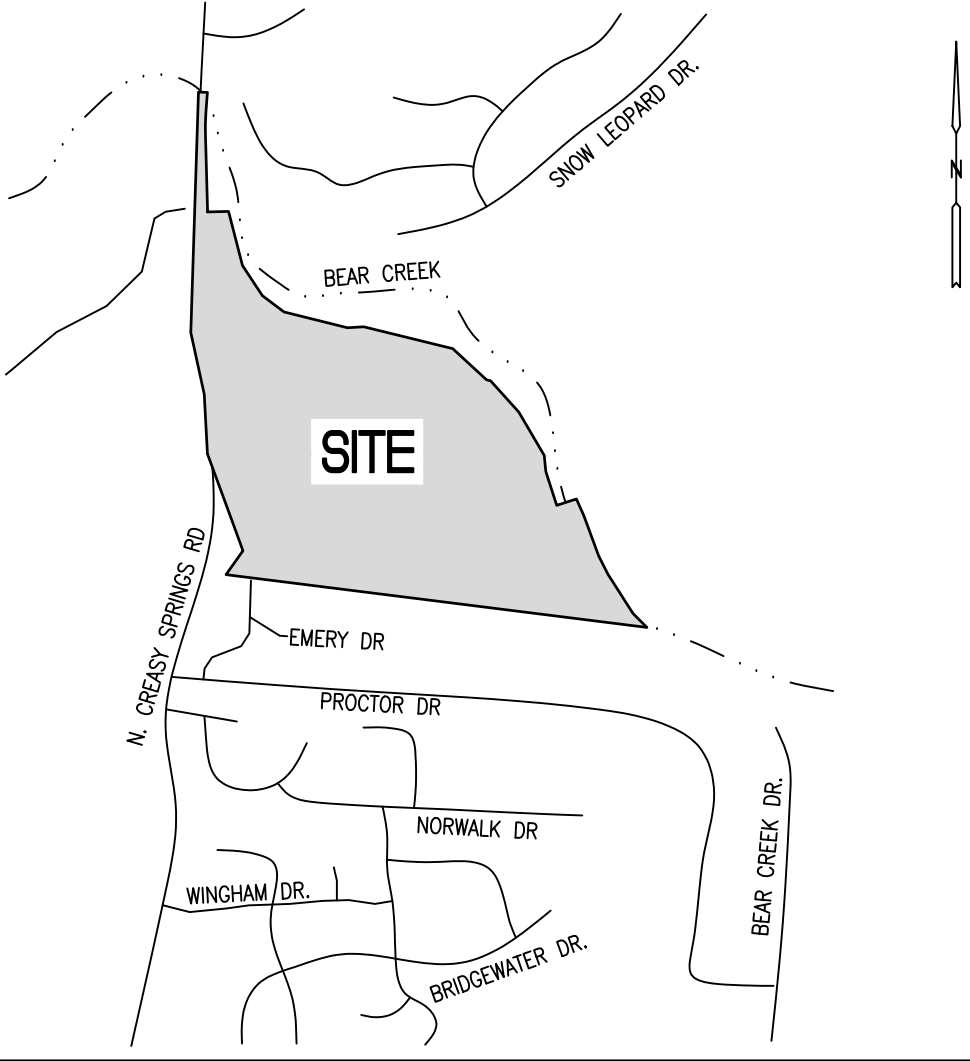 SNOW LEOPARD DR.
N
BEAR CREEK
SITE
N. CREASY SPRINGS RD
EMERY DR
PROCTOR DR
NORWALK DR
BEAR CREEK DR.
WINGHAM DR.
BRIDGEWATER DR.